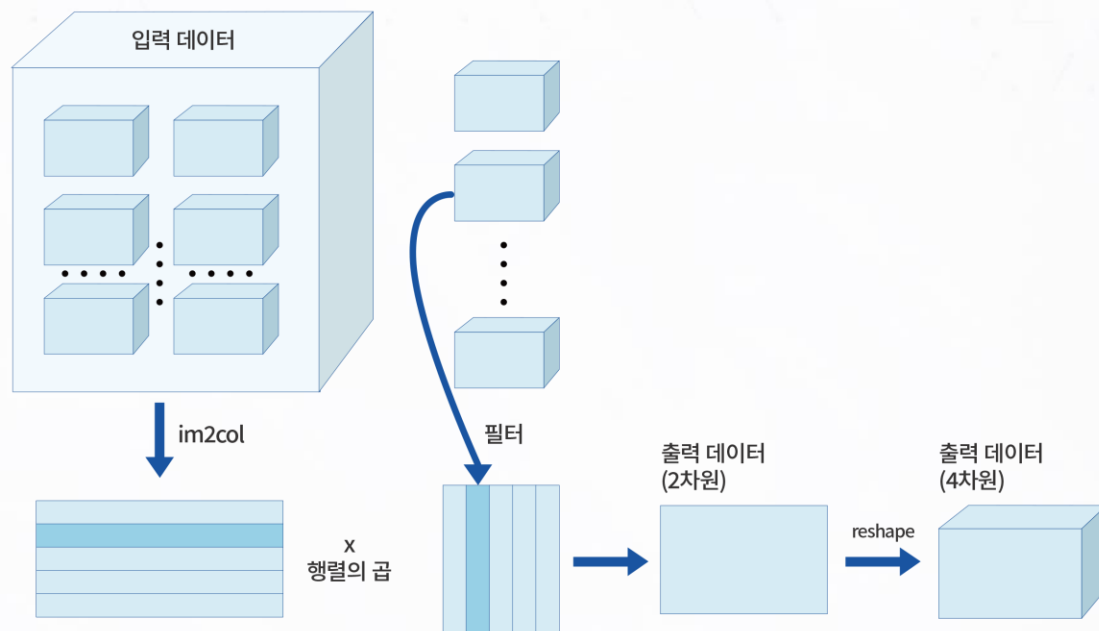 입력 데이터
im2col
필터
x
행렬의 곱
출력 데이터
(2차원)
reshape
출력 데이터
(4차원)